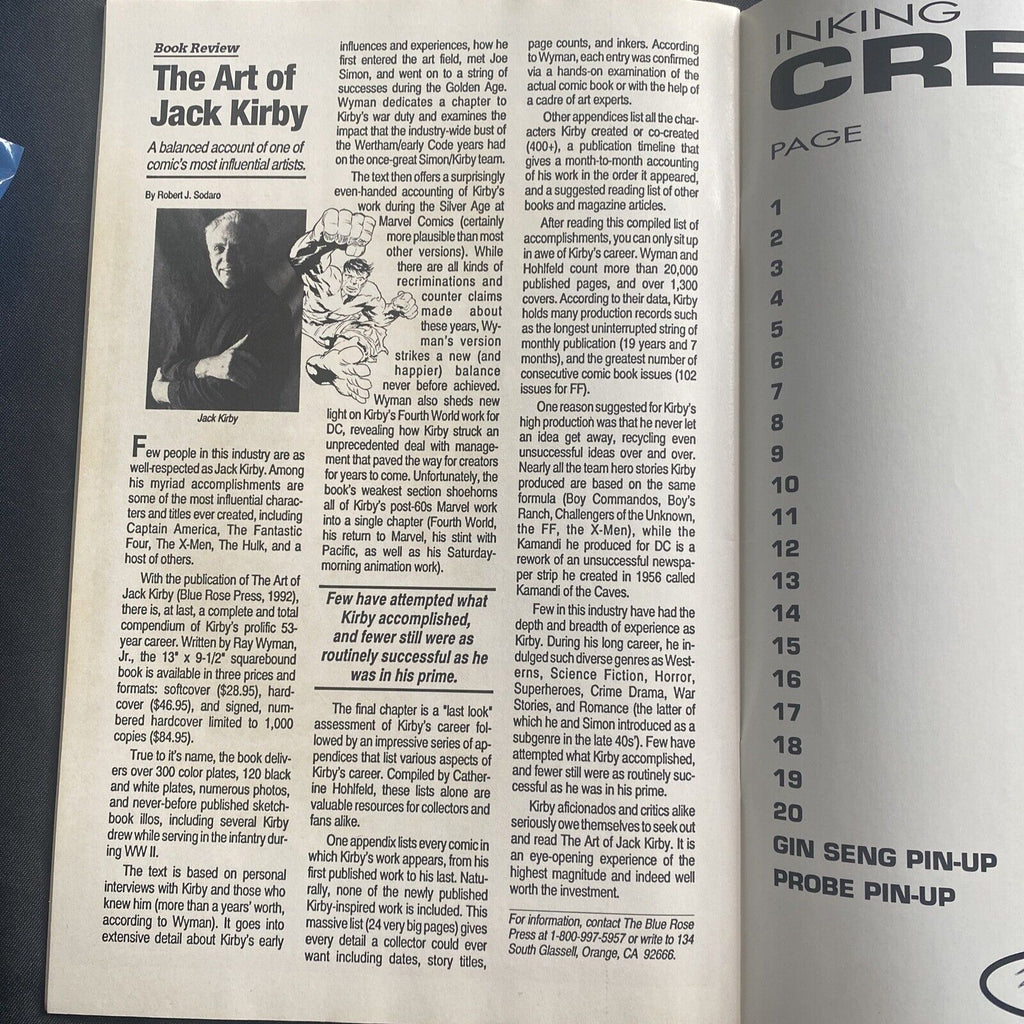 Book Review
The Art of
Jack Kirby
A balanced account of one of
comic's most influential artists.
By Robert J. Sodaro
Jack Kirby
Few people in this industry are as
well-respected as Jack Kirby. Among
his myriad accomplishments are
some of the most influential charac-
ters and titles ever created, including
Captain America, The Fantastic
Four, The X-Men, The Hulk, and a
host of others.
With the publication of The Art of
Jack Kirby (Blue Rose Press, 1992),
there is, at last, a complete and total
compendium of Kirby's prolific 53-
year career. Written by Ray Wyman,
Jr., the 13" x 9-1/2" squarebound
book is available in three prices and
formats: softcover ($28.95), hard-
cover ($46.95), and signed, num-
bered hardcover limited to 1,000
copies ($84.95).
True to it's name, the book deliv-
ers over 300 color plates, 120 black
and white plates, numerous photos,
and never-before published sketch-
book illos, including several Kirby
drew while serving in the infantry dur-
ing WW II.
The text is based on personal
interviews with Kirby and those who
knew him (more than a years' worth,
according to Wyman). It goes into
extensive detail about Kirby's early
influences and experiences, how he
first entered the art field, met Joe
Simon, and went on to a string of
successes during the Golden Age.
Wyman dedicates a chapter to
Kirby's war duty and examines the
impact that the industry-wide bust of
the Wertham/early Code years had
on the once-great Simon/Kirby team.
The text then offers a surprisingly
even-handed accounting of Kirby's
work during the Silver Age at
Marvel Comics (certainly
more plausible than most
other versions). While
there are all kinds of
recriminations and
counter claims
made about
these years, Wy-
man's version
strikes a new (and
happier) balance
never before achieved.
Wyman also sheds new
light on Kirby's Fourth World work for
DC, revealing how Kirby struck an
unprecedented deal with manage-
ment that paved the way for creators
for years to come. Unfortunately, the
book's weakest section shoehorns
all of Kirby's post-60s Marvel work
into a single chapter (Fourth World,
his return to Marvel, his stint with
Pacific, as well as his Saturday-
morning animation work).
Few have attempted what
Kirby accomplished,
and fewer still were as
routinely successful as he
was in his prime.
The final chapter is a "last look"
assessment of Kirby's career fol-
lowed by an impressive series of ap-
pendices that list various aspects of
Kirby's career. Compiled by Cather-
ine Hohlfeld, these lists alone are
valuable resources for collectors and
fans alike.
One appendix lists every comic in
which Kirby's work appears, from his
first published work to his last. Natu-
rally, none of the newly published
Kirby-inspired work is included. This
massive list (24 very big pages) gives
every detail a collector could ever
want including dates, story titles,
page counts, and inkers. According
to Wyman, each entry was confirmed
via a hands-on examination of the
actual comic book or with the help of
a cadre of art experts.
Other appendices list all the char-
acters Kirby created or co-created
(400+), a publication timeline that
gives a month-to-month accounting
of his work in the order it appeared,
and a suggested reading list of other
books and magazine articles.
After reading this compiled list of
accomplishments, you can only sit up
in awe of Kirby's career. Wyman and
Hohlfeld count more than 20,000
published pages, and over 1,300
covers. According to their data, Kirby
holds many production records such
as the longest uninterrupted string of
monthly publication (19 years and 7
months), and the greatest number of
consecutive comic book issues (102
issues for FF).
One reason suggested for Kirby's
high production was that he never let
an idea get away, recycling even
unsuccessful ideas over and over.
Nearly all the team hero stories Kirby
produced are based on the same
formula (Boy Commandos, Boy's
Ranch, Challengers of the Unknown,
the FF, the X-Men), while the
Kamandi he produced for DC is a
rework of an unsuccessful newspa-
per strip he created in 1956 called
Kamandi of the Caves.
Few in this industry have had the
depth and breadth of experience as
Kirby. During his long career, he in-
dulged such diverse genres as West-
erns, Science Fiction, Horror,
Superheroes, Crime Drama, War
Stories, and Romance (the latter of
which he and Simon introduced as a
subgenre in the late 40s'). Few have
attempted what Kirby accomplished,
and fewer still were as routinely suc-
cessful as he was in his prime.
Kirby aficionados and critics alike
seriously owe themselves to seek out
and read The Art of Jack Kirby. It is
an eye-opening experience of the
highest magnitude and indeed well
worth the investment.
For information, contact The Blue Rose
Press at 1-800-997-5957 or write to 134
South Glassell, Orange, CA 92666.
INKING
CRE
PAGE
1
2
3
4
5
6
7
8
9
10
11
12
13
14
15
16
17
18
19
20
GIN SENG PIN-UP
PROBE PIN-UP